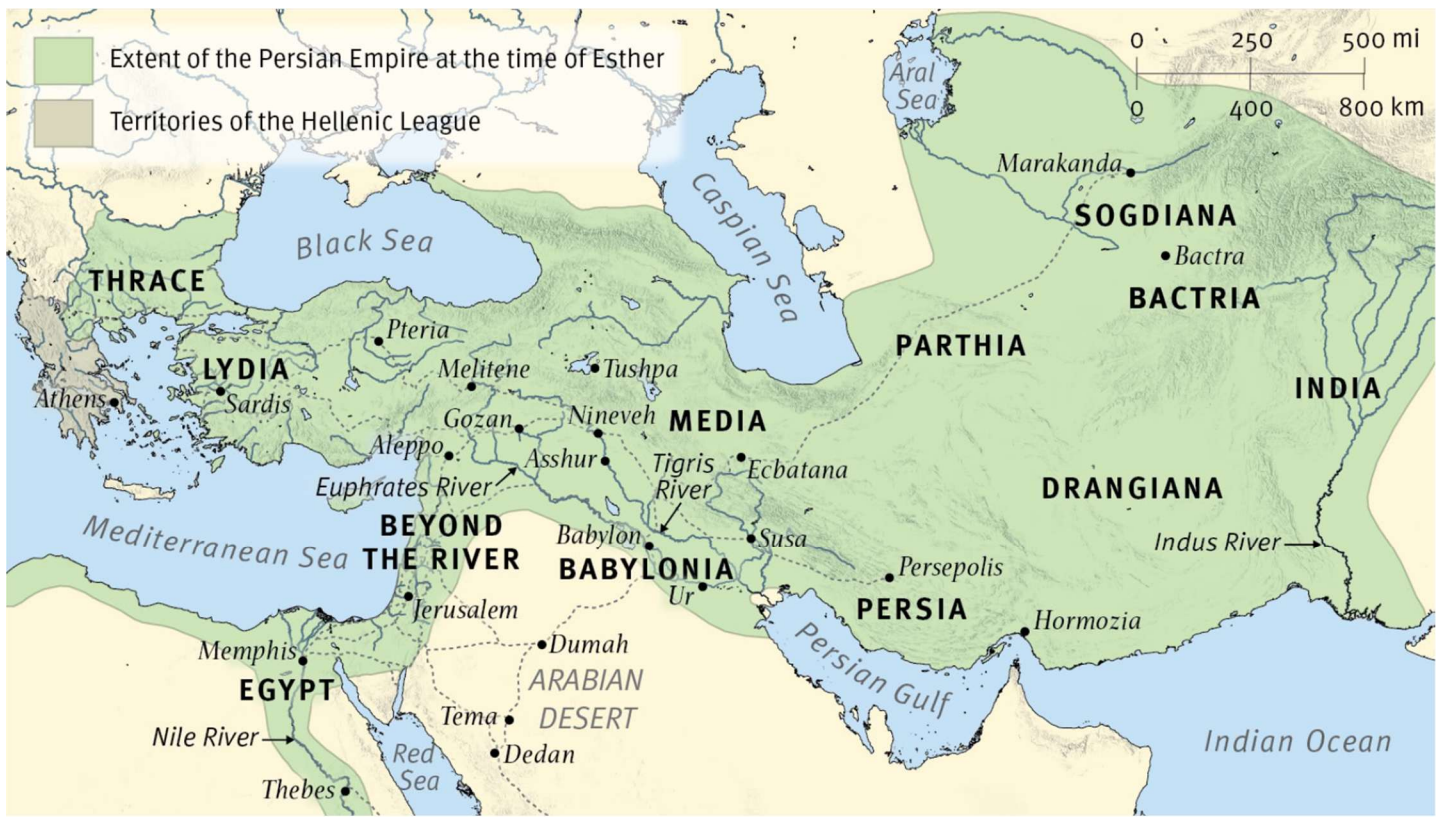 Extent of the Persian Empire at the time of Esther
Territories of the Hellenic League
0 250 500 mi
0 400 800 km
Aral
Sea
Marakanda
SOGDIANA
Bactra
BACTRIA
Caspian Sea
Black Sea
THRACE
Pteria
PARTHIA
LYDIA
Melitene
Tushpa
INDIA
Athens
Sardis
Gozan
Nineveh
MEDIA
Aleppo
Asshur
Tigris
River
Ecbatana
Euphrates River
DRANGIANA
Mediterranean Sea
BEYOND
THE RIVER
Babylon
Susa
Indus River
BABYLONIA
Persepolis
Ur
PERSIA
Jerusalem
Hormozia
Memphis
Dumah
Persian Gulf
EGYPT
ARABIAN
DESERT
Tema
Nile River
Red
Sea
Dedan
Indian Ocean
Thebes